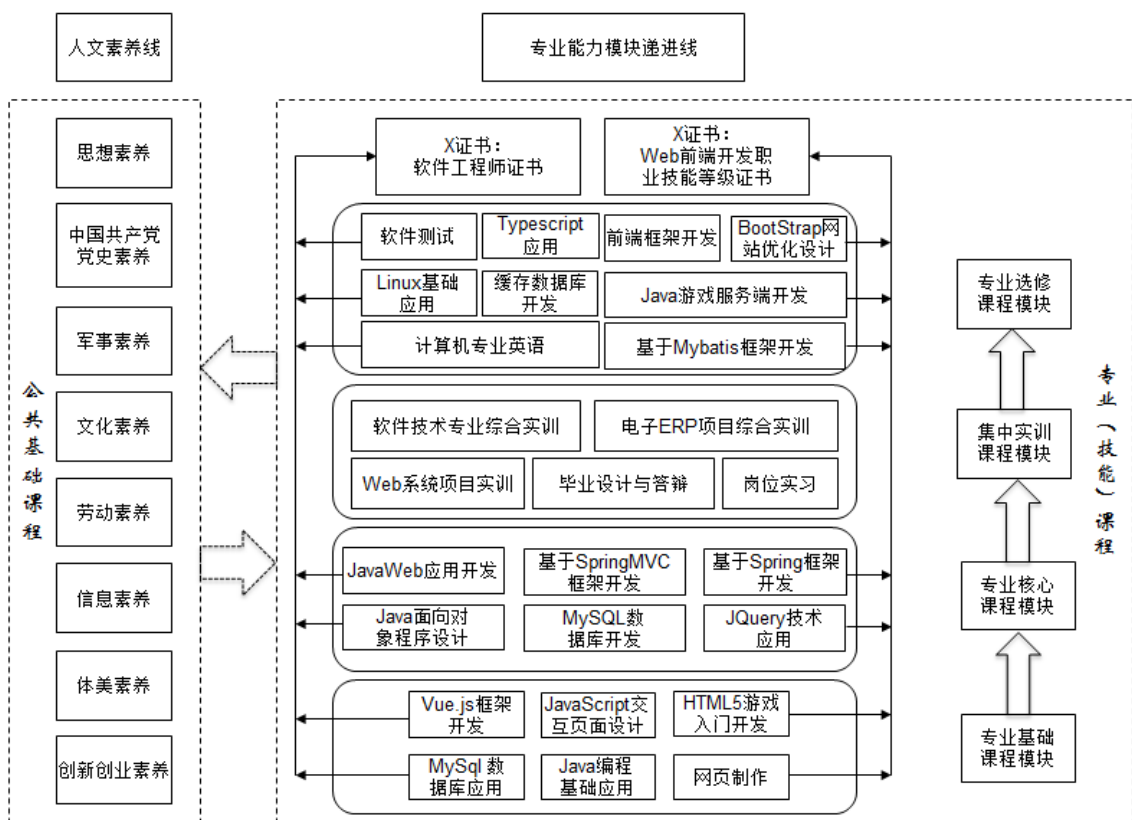 人文素养线
专业能力模块递进线
公共基础课程
思想素养
中国共产党
党史素养
军事素养
文化素养
劳动素养
信息素养
体美素养
创新创业素养
X证书：
软件工程师证书
X证书：
Web前端开发职
业技能等级证书
软件测试
Typescript
应用
前端框架开发
BootStrap网
站优化设计
Linux基础
应用
缓存数据库
开发
Java游戏服务端开发
计算机专业英语
基于Mybatis框架开发
软件技术专业综合实训
电子ERP项目综合实训
Web系统项目实训
毕业设计与答辩
岗位实习
JavaWeb应用开发
基于SpringMVC
框架开发
基于Spring框架
开发
Java面向对
象程序设计
MySQL数
据库开发
JQuery技术
应用
Vue.js框架
开发
JavaScript交
互页面设计
HTML5游戏
入门开发
MySql 数
据库应用
Java编程
基础应用
网页制作
专业选修
课程模块
集中实训
课程模块
专业核心
课程模块
专业基础
课程模块
专业（技能）课程